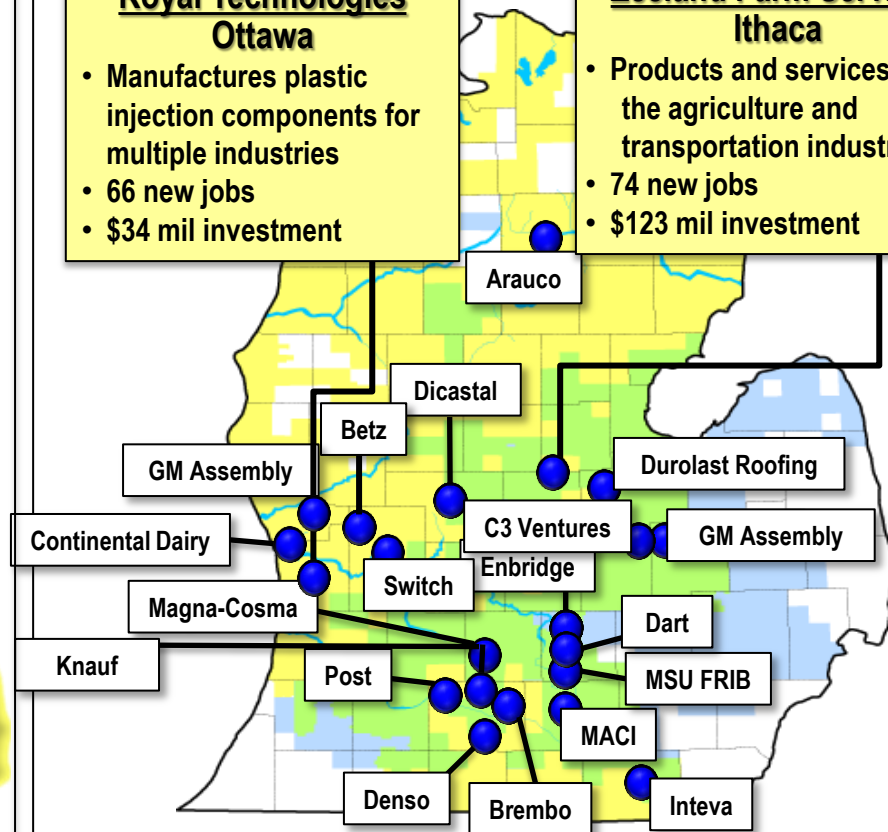 Royal Technologies
Ottawa
• Manufactures plastic
injection components for
multiple industries
• 66 new jobs
• $34 mil investment
Ithaca
• Products and services
the agriculture and
transportation
• 74 new jobs
• $123 mil investment
Arauco
Dicastal
Betz
GM Assembly
Durolast Roofing
C3 Ventures
GM Assembly
Continental Dairy
Enbridge
Switch
Magna-Cosma
Dart
Knauf
Post
MSU FRIB
MACI
Denso
Brembo
Inteva